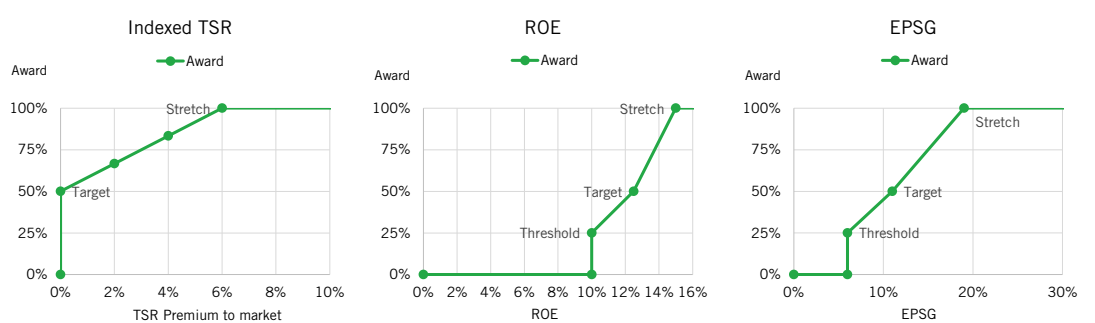 Indexed TSR
Award
Award
100%
75%
50%
25%
0%
Stretch
Target
0% 2% 4% 6% 8% 10%
TSR Premium to market
ROE
Award
Award
100%
75%
50%
25%
0%
Stretch
Target
Threshold
0% 2% 4% 6% 8% 10% 12% 14% 16%
ROE
EPSG
Award
Award
100%
75%
50%
25%
0%
Stretch
Target
Threshold
0% 10% 20% 30%
EPSG